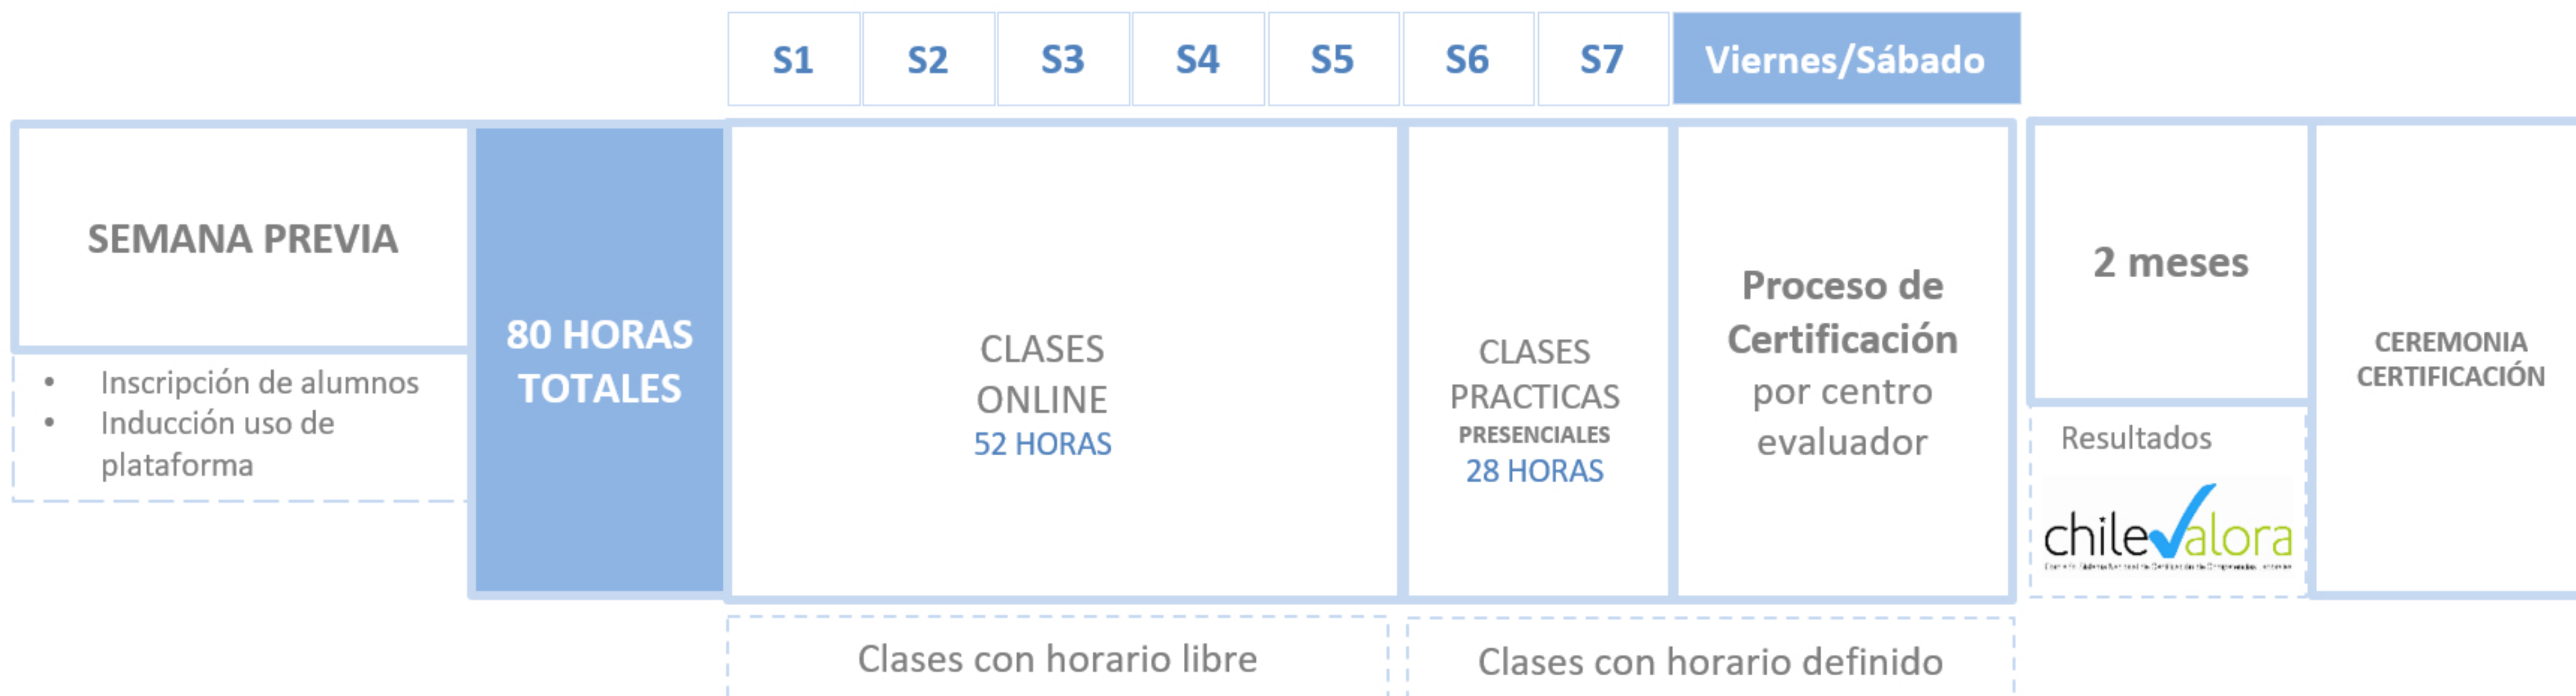 S1 S2 S3 S4 S5 S6 S7 Viernes/Sábado
SEMANA PREVIA
• Inscripción de alumnos
• Inducción uso de
plataforma
80 HORAS
TOTALES
CLASES
ONLINE
52 HORAS
CLASES
PRACTICAS
PRESENCIALES
28 HORAS
Proceso de
Certificación
por centro
evaluador
2 meses
Resultados
chilevalora
CEREMONIA
CERTIFICACIÓN
Clases con horario libre
Clases con horario definido